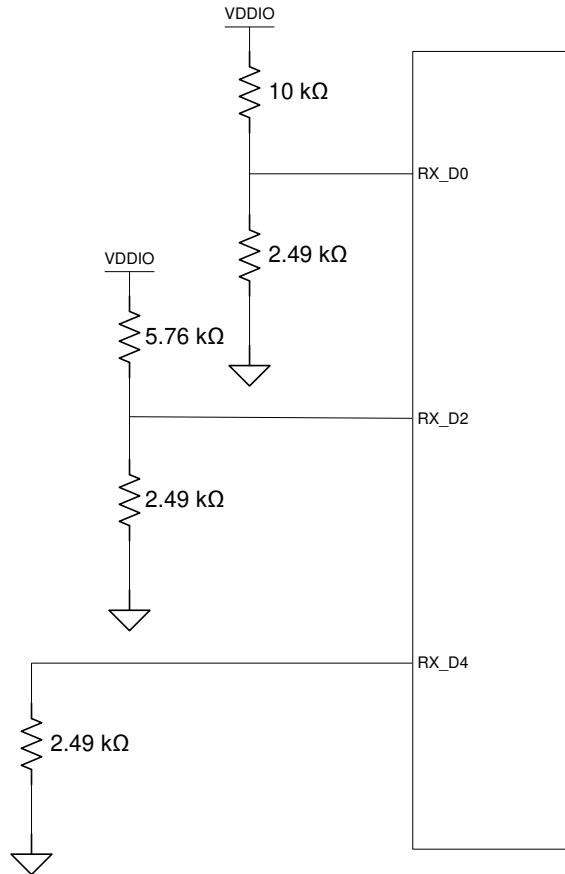 VDDIO
10 kΩ
RX_D0
2.49 kΩ
VDDIO
5.76 kΩ
RX_D2
2.49 kΩ
RX_D4
2.49 kΩ